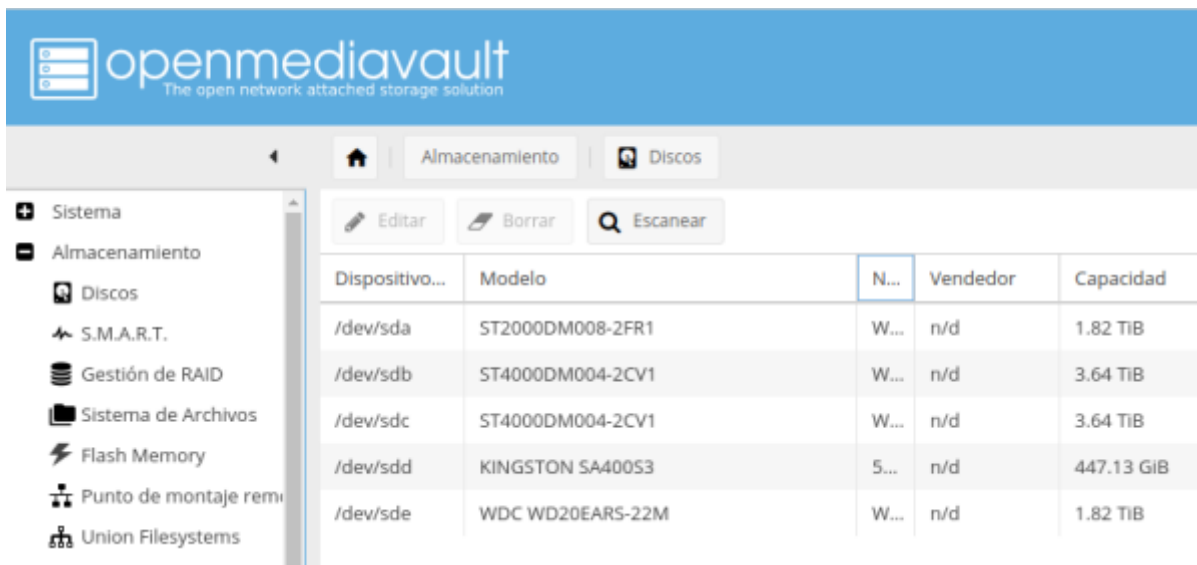 openmediavault
The open network attached storage solution
Almacenamiento Discos
Sistema
Almacenamiento
Discos
S.M.A.R.T.
Gestión de RAID
Sistema de Archivos
Flash Memory
Punto de montaje rem
Union Filesystems
Editar Borrar Escanear
Dispositivo... Modelo N... Vendedor Capacidad
/dev/sda ST2000DM008-2FR1 W... n/d 1.82 TiB
/dev/sdb ST4000DM004-2CV1 W... n/d 3.64 TiB
/dev/sdc ST4000DM004-2CV1 W... n/d 3.64 TiB
/dev/sdd KINGSTON SA400S3 5... n/d 447.13 GiB
/dev/sde WDC WD20EARS-22M W... n/d 1.82 TiB